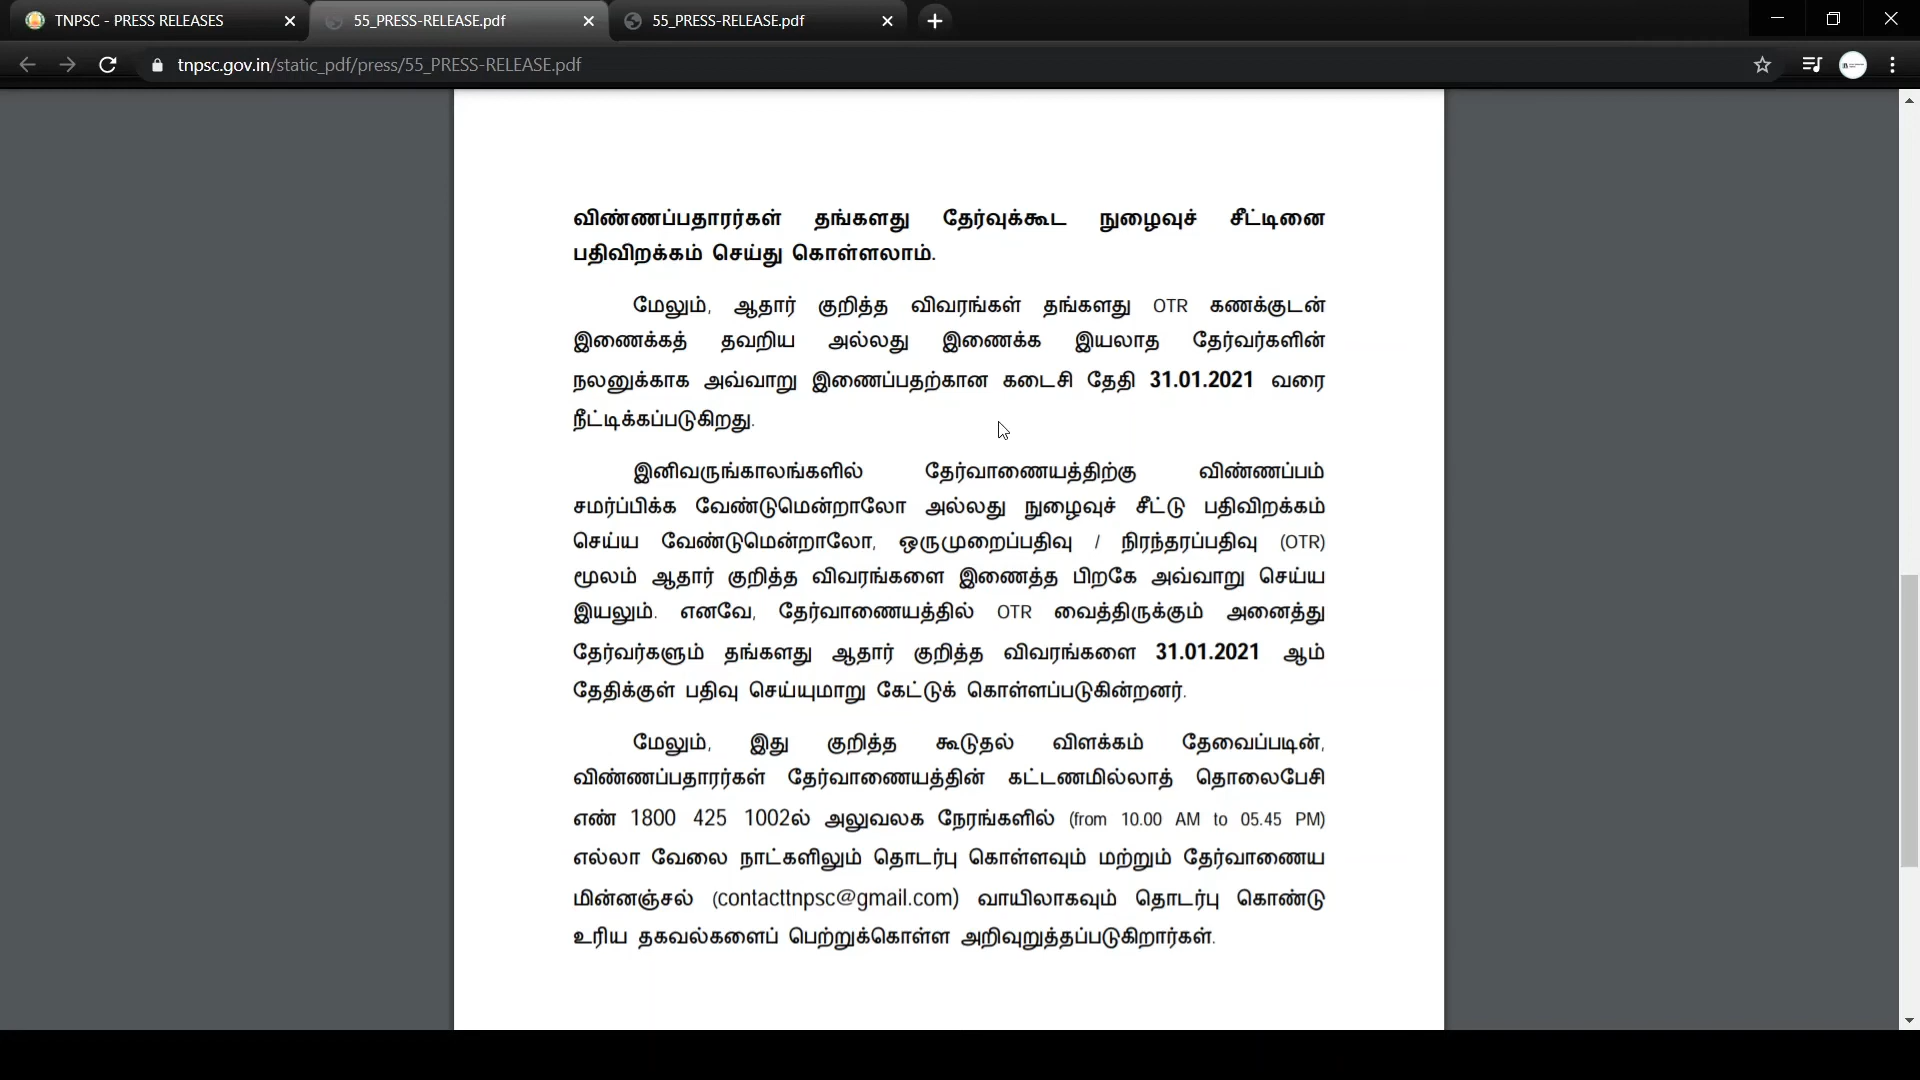 TNPSC - PRESS RELEASES
55_PRESS-RELEASE.pdf
55_PRESS-RELEASE.pdf
tnpsc.gov.in/static_pdf/press/55_PRESS-RELEASE.pdf
விண்ணப்பதாரர்கள் தங்களது தேர்வுக்கூட நுழைவுச் சீட்டினை
பதிவிறக்கம் செய்து கொள்ளலாம்.
மேலும், ஆதார் குறித்த விவரங்கள் தங்களது OTR கணக்குடன்
இணைக்கத் தவறிய அல்லது இணைக்க இயலாத தேர்வர்களின்
நலனுக்காக அவ்வாறு இணைப்பதற்கான கடைசி தேதி 31.01.2021 வரை
நீட்டிக்கப்படுகிறது.
இனிவருங்காலங்களில் தேர்வாணையத்திற்கு விண்ணப்பம்
சமர்ப்பிக்க வேண்டுமென்றாலோ அல்லது நுழைவுச் சீட்டு பதிவிறக்கம்
செய்ய வேண்டுமென்றாலோ, ஒருமுறைப்பதிவு / நிரந்தரப்பதிவு (OTR)
மூலம் ஆதார் குறித்த விவரங்களை இணைத்த பிறகே அவ்வாறு செய்ய
இயலும். எனவே, தேர்வாணையத்தில் OTR வைத்திருக்கும் அனைத்து
தேர்வர்களும் தங்களது ஆதார் குறித்த விவரங்களை 31.01.2021 ஆம்
தேதிக்குள் பதிவு செய்யுமாறு கேட்டுக் கொள்ளப்படுகின்றனர்.
மேலும், இது குறித்த கூடுதல் விளக்கம் தேவைப்படின்,
விண்ணப்பதாரர்கள் தேர்வாணையத்தின் கட்டணமில்லாத் தொலைபேசி
எண் 1800 425 1002ல் அலுவலக நேரங்களில் (from 10.00 AM to 05.45 PM)
எல்லா வேலை நாட்களிலும் தொடர்பு கொள்ளவும் மற்றும் தேர்வாணைய
மின்னஞ்சல் (contacttnpsc@gmail.com) வாயிலாகவும் தொடர்பு கொண்டு
உரிய தகவல்களைப் பெற்றுக்கொள்ள அறிவுறுத்தப்படுகிறார்கள்.